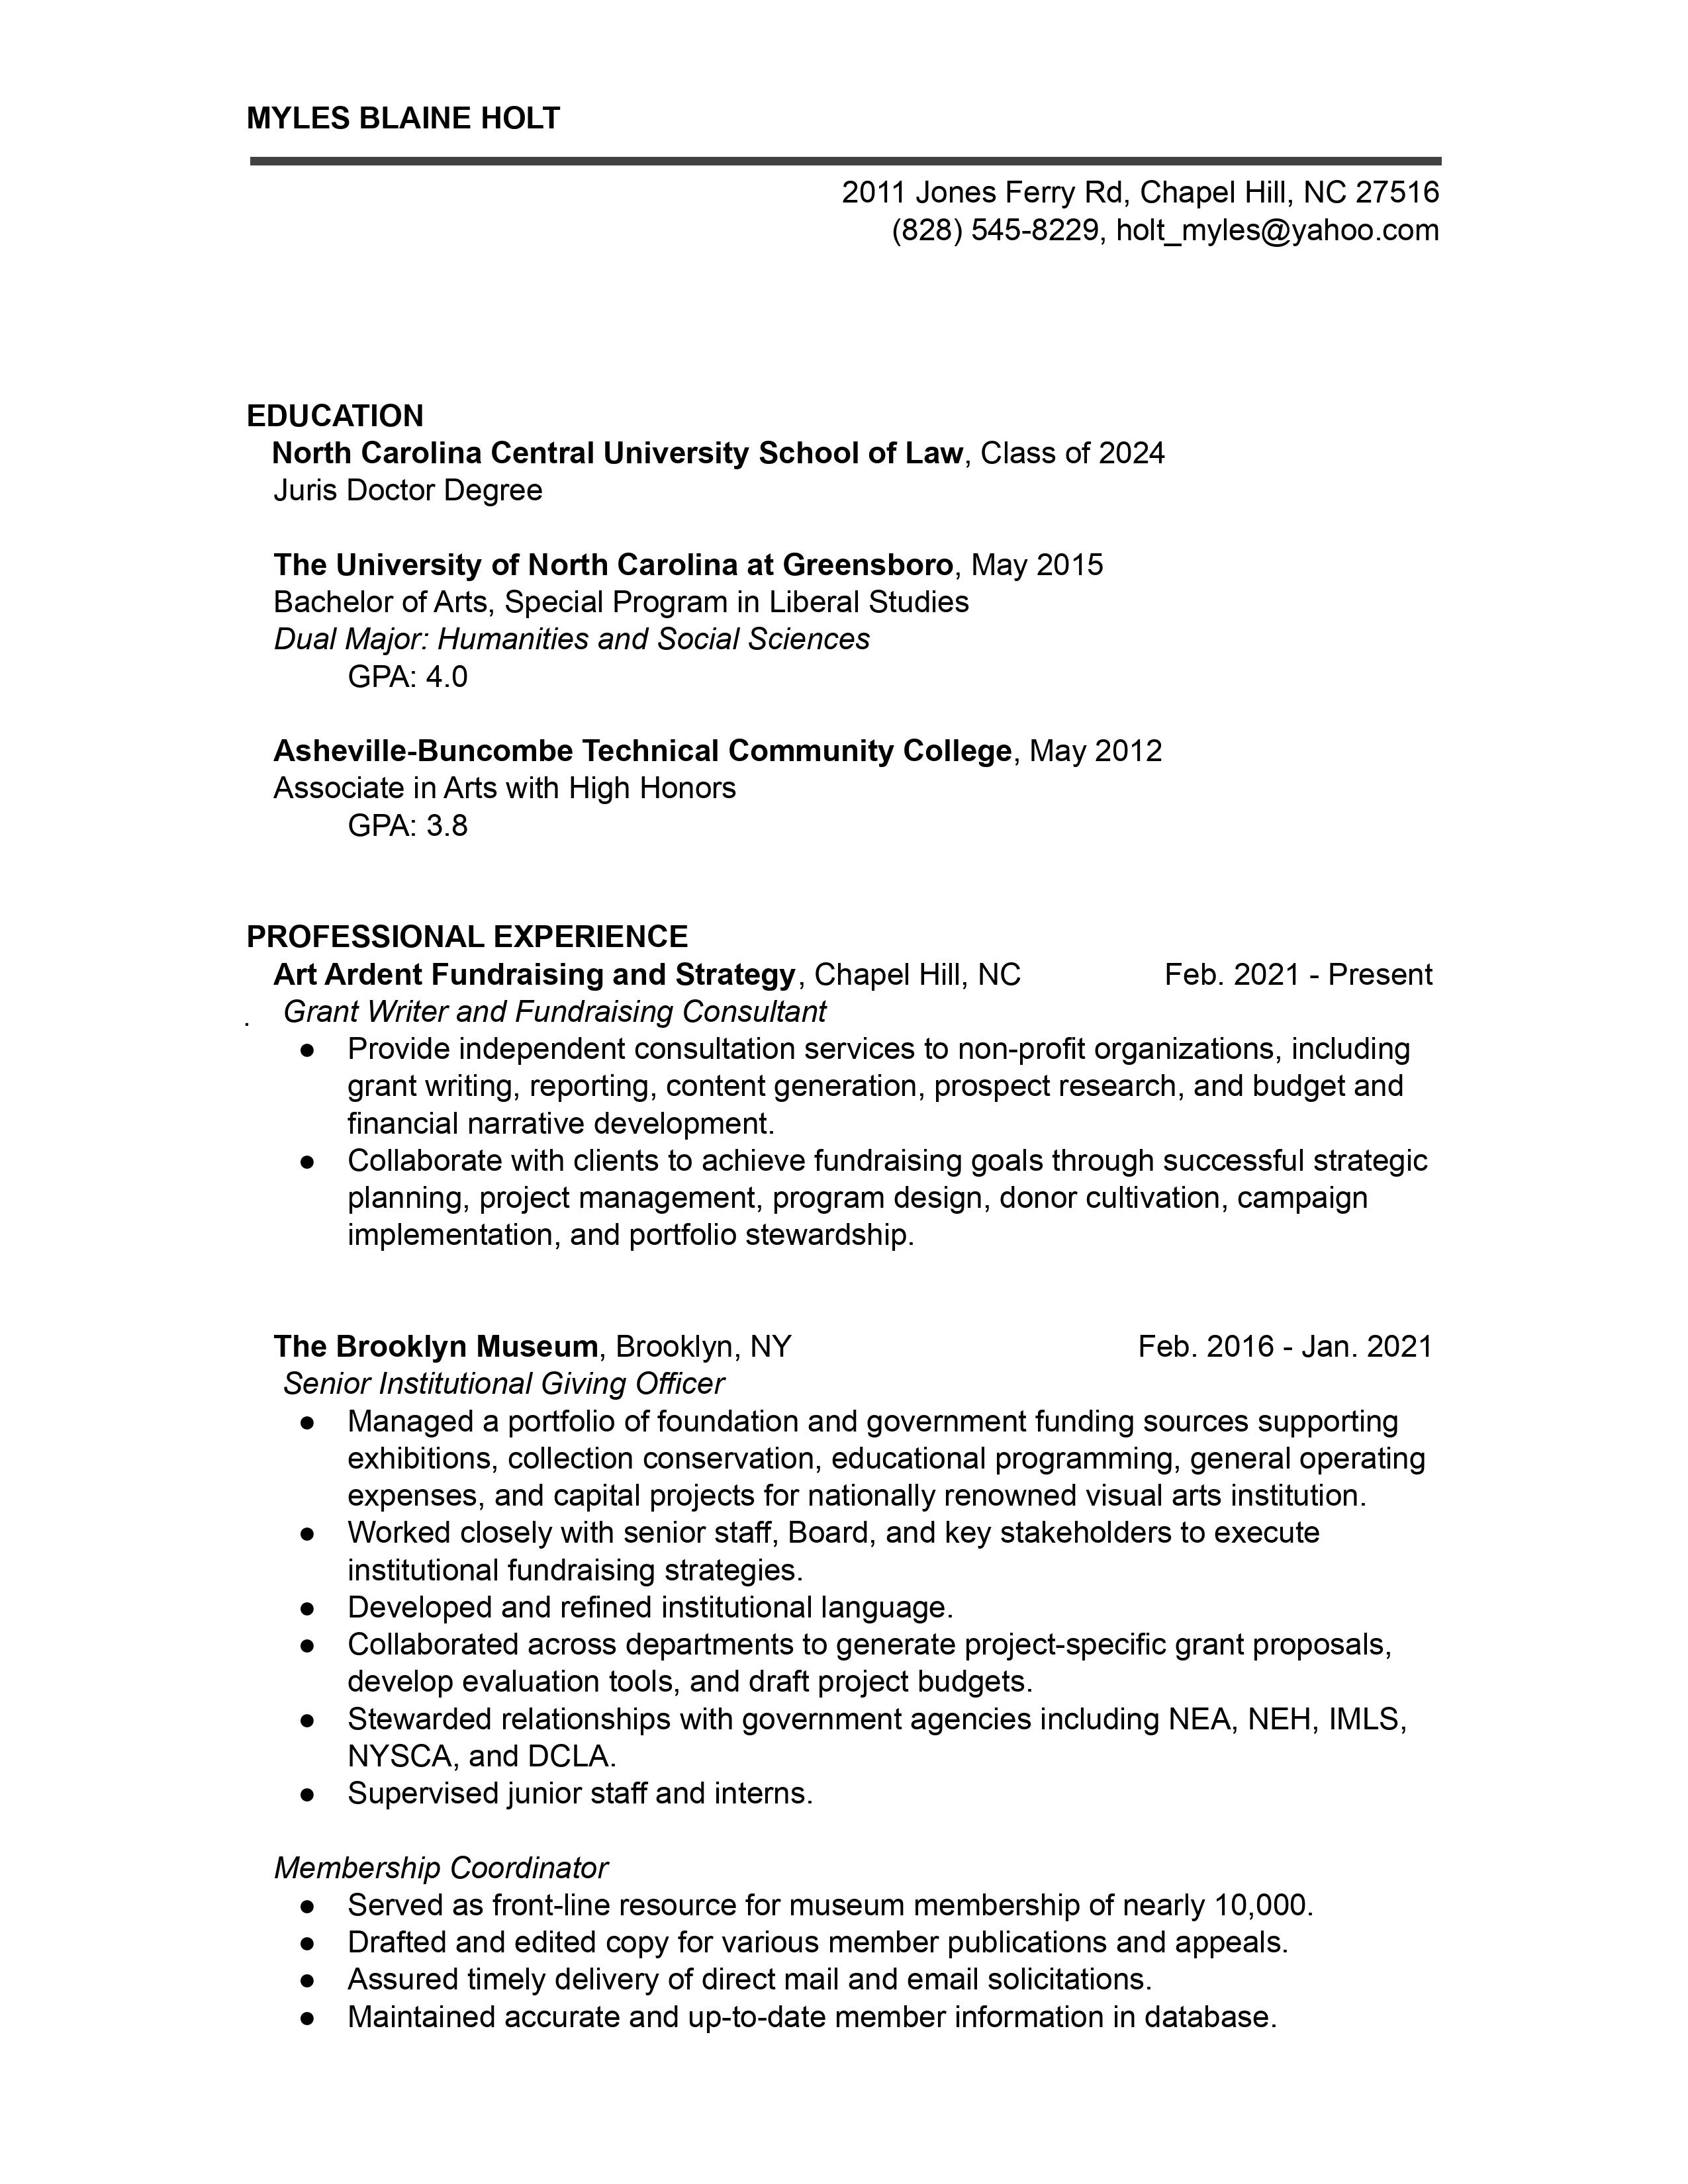 MYLES BLAINE HOLT
2011 Jones Ferry Rd, Chapel Hill, NC 27516
(828) 545-8229, holt_myles@yahoo.com
EDUCATION
North Carolina Central University School of Law, Class of 2024
Juris Doctor Degree
The University of North Carolina at Greensboro, May 2015
Bachelor of Arts, Special Program in Liberal Studies
Dual Major: Humanities and Social Sciences
GPA: 4.0
Asheville-Buncombe Technical Community College, May 2012
Associate in Arts with High Honors
GPA: 3.8
PROFESSIONAL EXPERIENCE
Art Ardent Fundraising and Strategy, Chapel Hill, NC Feb. 2021 - Present
. Grant Writer and Fundraising Consultant
● Provide independent consultation services to non-profit organizations, including
grant writing, reporting, content generation, prospect research, and budget and
financial narrative development.
● Collaborate with clients to achieve fundraising goals through successful strategic
planning, project management, program design, donor cultivation, campaign
implementation, and portfolio stewardship.
The Brooklyn Museum, Brooklyn, NY Feb. 2016 - Jan. 2021
Senior Institutional Giving Officer
● Managed a portfolio of foundation and government funding sources supporting
exhibitions, collection conservation, educational programming, general operating
expenses, and capital projects for nationally renowned visual arts institution.
● Worked closely with senior staff, Board, and key stakeholders to execute
institutional fundraising strategies.
● Developed and refined institutional language.
● Collaborated across departments to generate project-specific grant proposals,
develop evaluation tools, and draft project budgets.
● Stewarded relationships with government agencies including NEA, NEH, IMLS,
NYSCA, and DCLA.
● Supervised junior staff and interns.
Membership Coordinator
● Served as front-line resource for museum membership of nearly 10,000.
● Drafted and edited copy for various member publications and appeals.
● Assured timely delivery of direct mail and email solicitations.
● Maintained accurate and up-to-date member information in database.